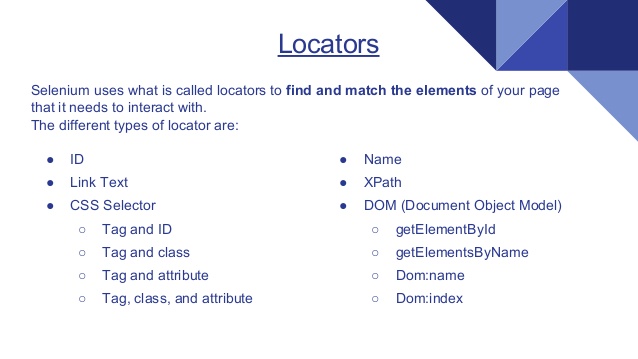 Locators
Selenium uses what is called locators to find and match the elements of your page
that it needs to interact with.
The different types of locator are:
● ID
● Link Text
● CSS Selector
○ Tag and ID
○ Tag and class
○ Tag and attribute
○ Tag, class, and attribute
● Name
● XPath
● DOM (Document Object Model)
○ getElementById
○ getElementsByName
○ Dom:name
○ Dom:index